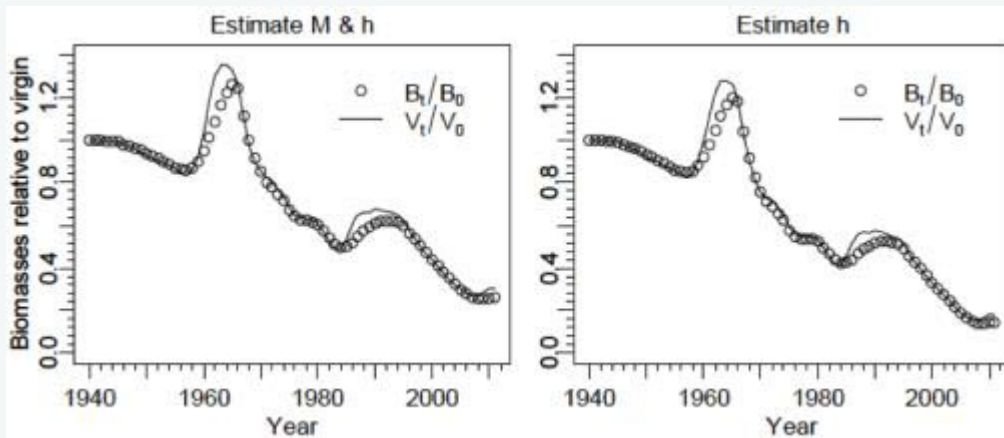 Estimate M & h
Biomasses relative to virgin
0.0 0.4 0.8 1.2
Bt/B0
Vt/V0
1940 1960 1980 2000
Year
Estimate h
0.0 0.4 0.8 1.2
Bt/B0
Vt/V0
1940 1960 1980 2000
Year